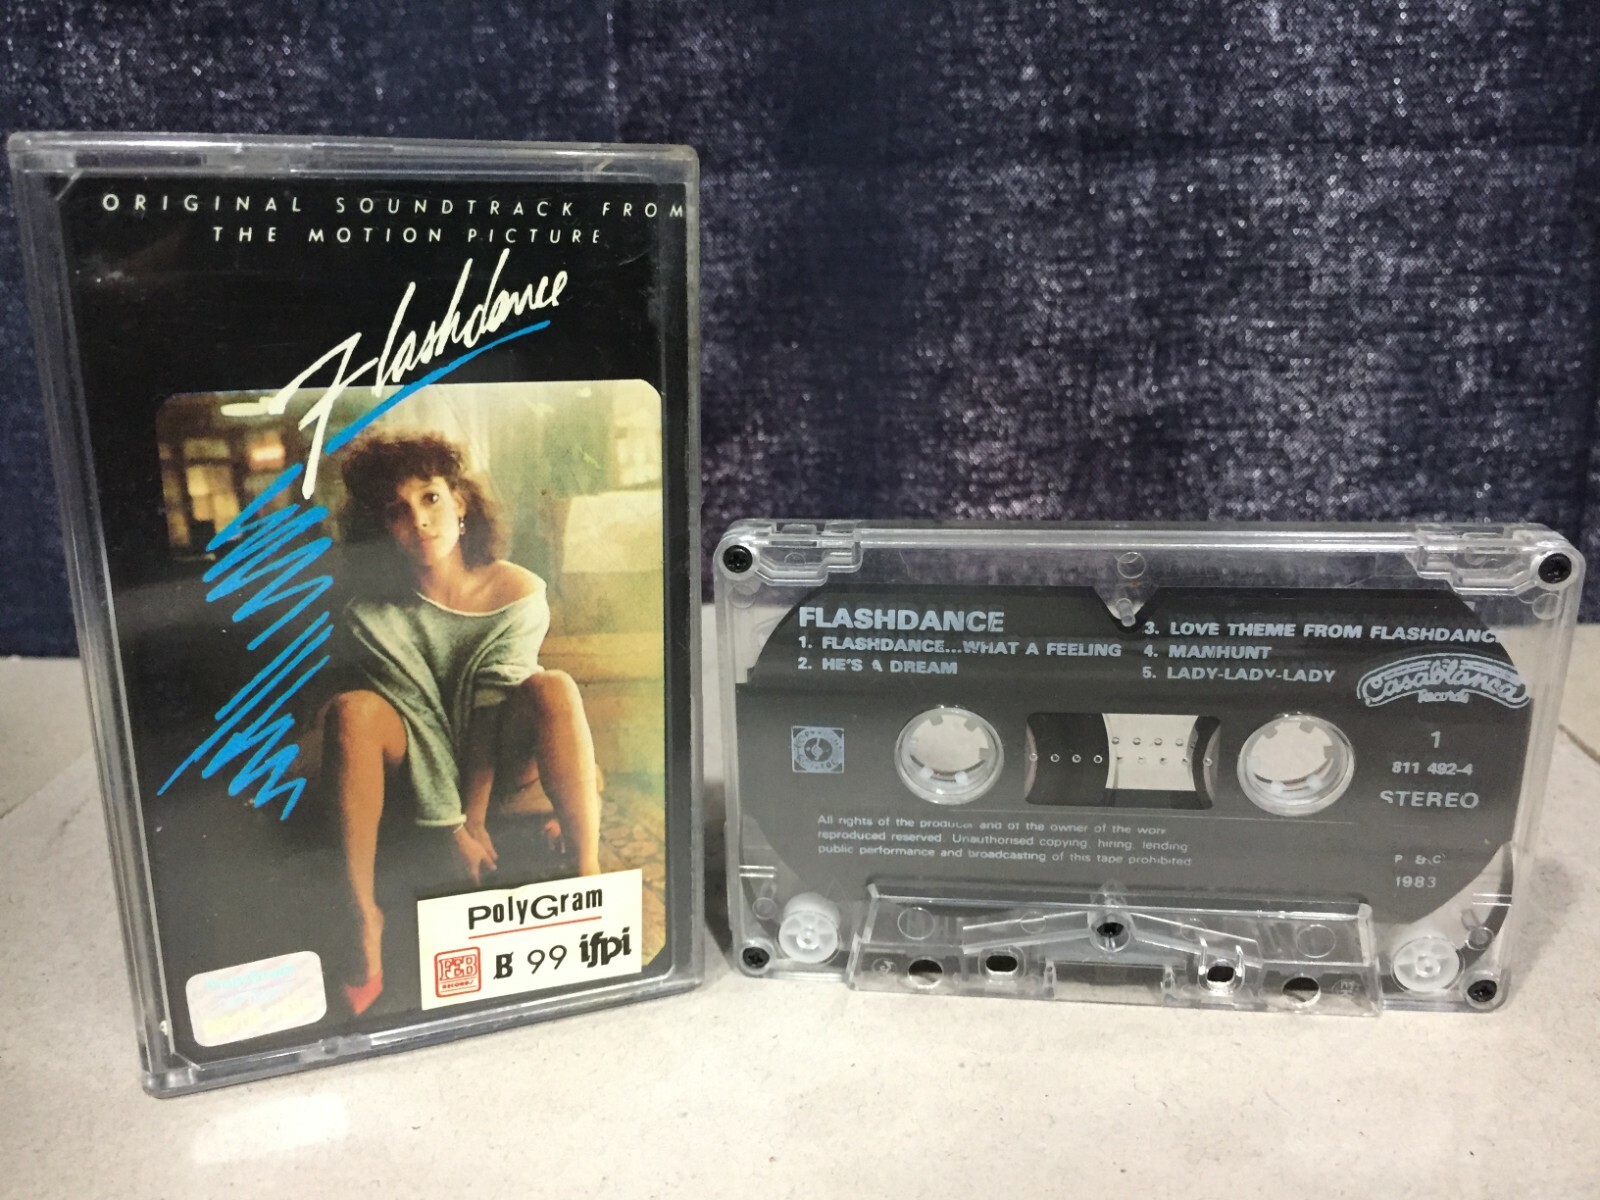 ORIGINAL SOUNDTRACK FROM
THE MOTION PICTURE
Flashdance
PolyGram
RECORDS B 99 ifpi
FLASHDANCE
1. FLASHDANCE...WHAT A FEELING
2. HE'S A DREAM
3. LOVE THEME FROM FLASHDANC
4. MANHUNT
5. LADY-LADY-LADY
Casablanca
Records
1
811 492-4
STEREO
All rights of the producer and of the owner of the work
reproduced reserved. Unauthorised copying, hiring, lending
public performance and broadcasting of this tape prohibited
P & C
1983